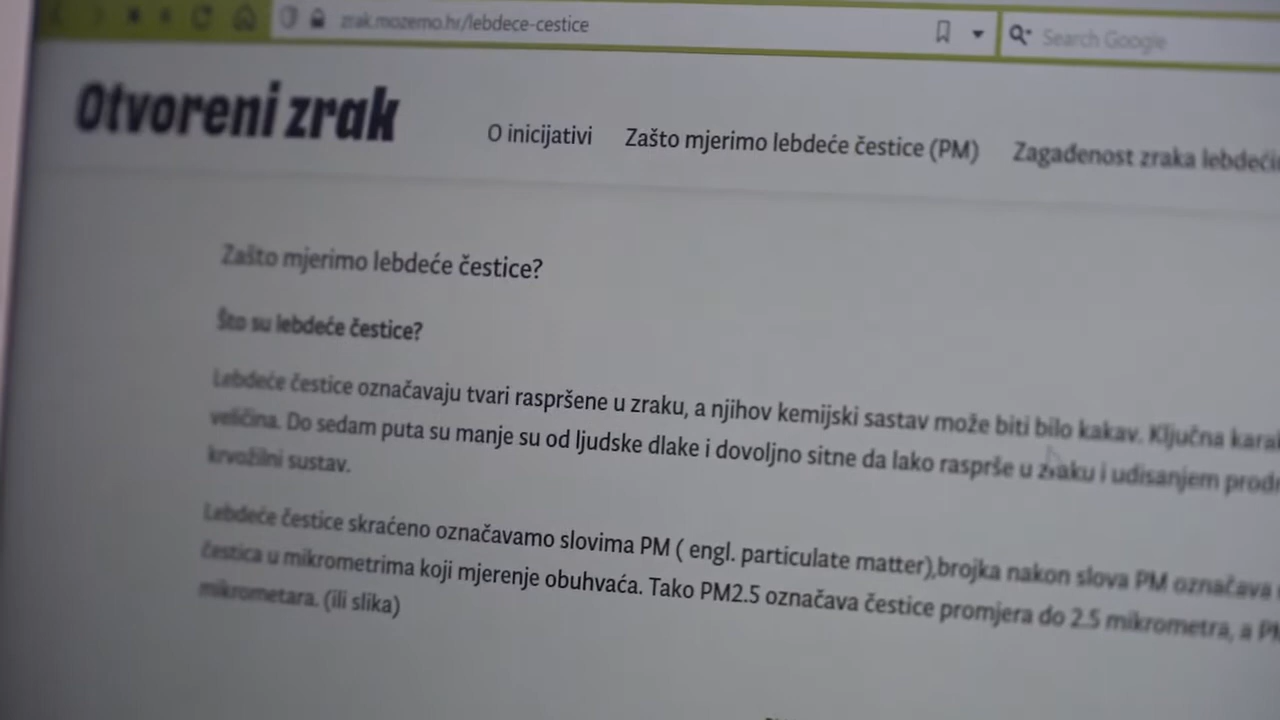 zrak.mozemo.hr/lebdece-cestice
Search Google
Otvoreni zrak
O inicijativi Zašto mjerimo lebdeće čestice (PM) Zagađenost zraka
Zašto mjerimo lebdeće čestice?
Što su lebdeće čestice?
Lebdeće čestice označavaju tvari raspršene u zraku, a njihov kemijski sastav može biti bilo kakav. Ključna
veličina. Do sedam puta su manje su od ljudske dlake i dovoljno sitne da lako rasprše u zraku i udisanjem
krvožilni sustav.
Lebdeće čestice skraćeno označavamo slovima PM ( engl. particulate matter),brojka nakon slova PM označava
čestica u mikrometrima koji mjerenje obuhvaća. Tako PM2.5 označava čestice promjera do 2.5 mikrometra, a
mikrometara. (ili slika)